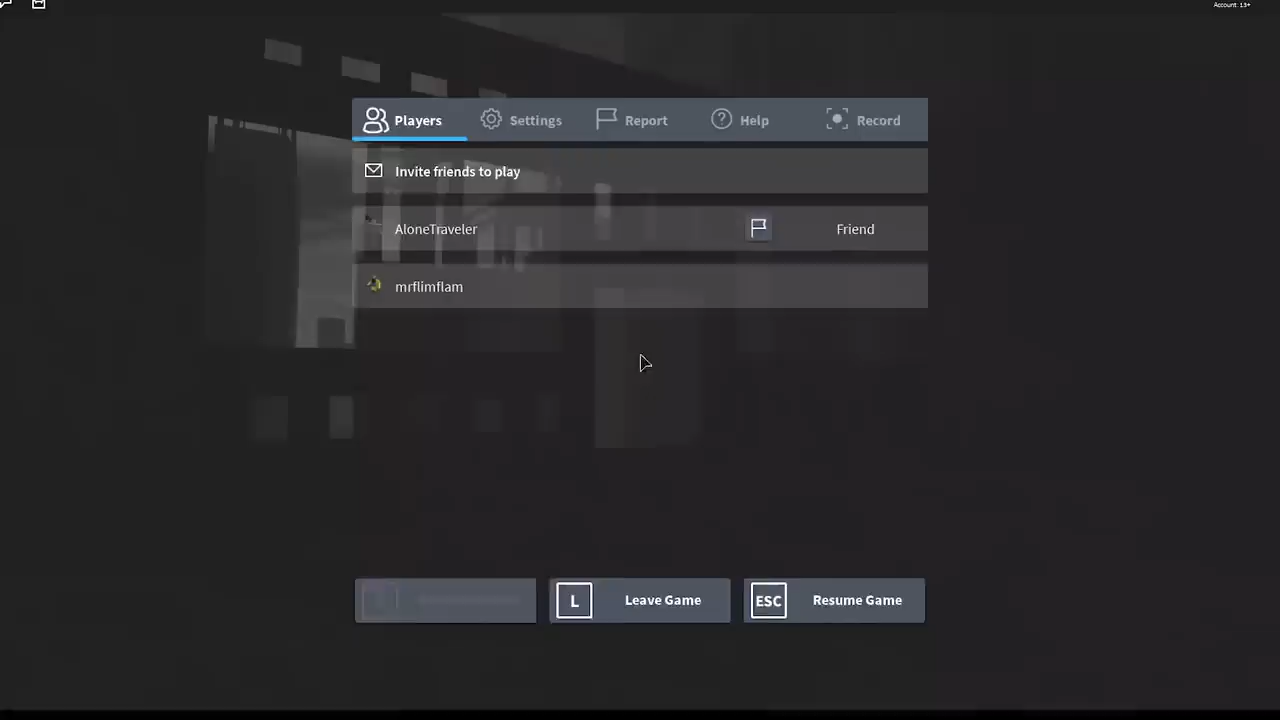 Account: 13+
Players Settings Report Help Record
Invite friends to play
AloneTraveler Friend
mrflimflam
L Leave Game ESC Resume Game